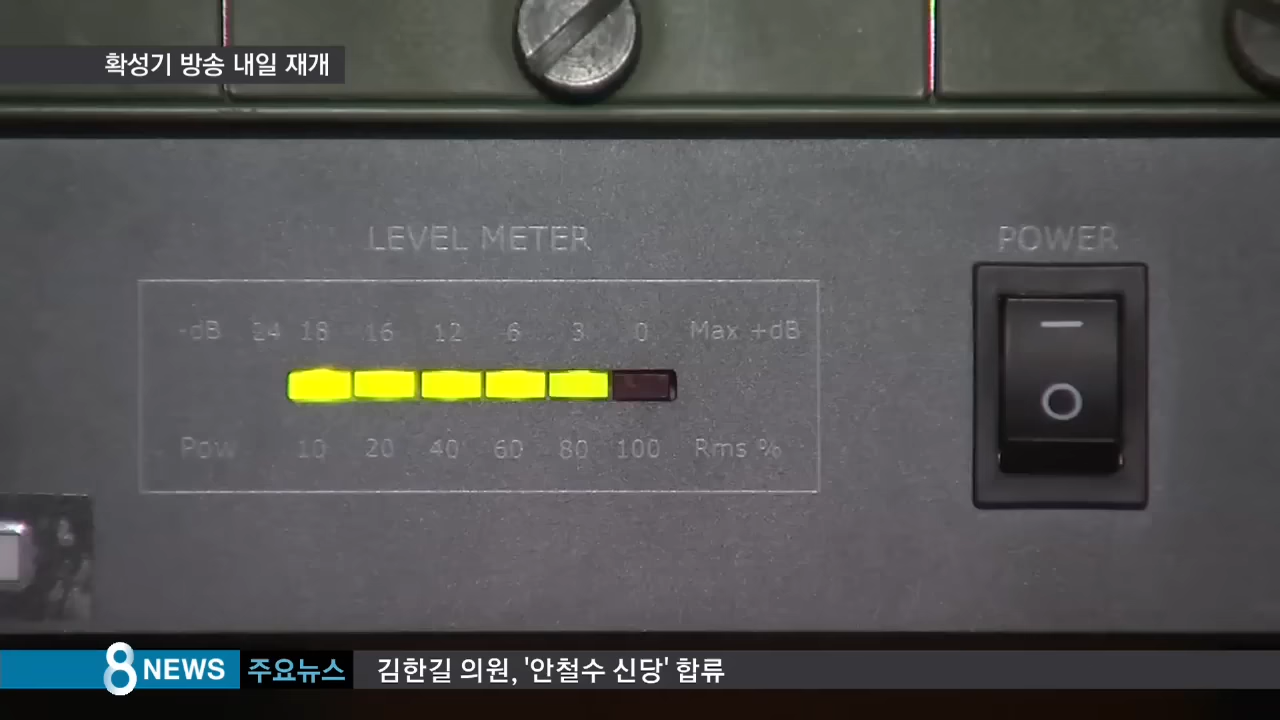 확성기 방송 내일 재개
LEVEL METER
POWER
-dB 24 18 16 12 6 3 0 Max +dB
Pow 10 20 40 60 80 100 Rms %
8 NEWS 주요뉴스 김한길 의원, '안철수 신당' 합류